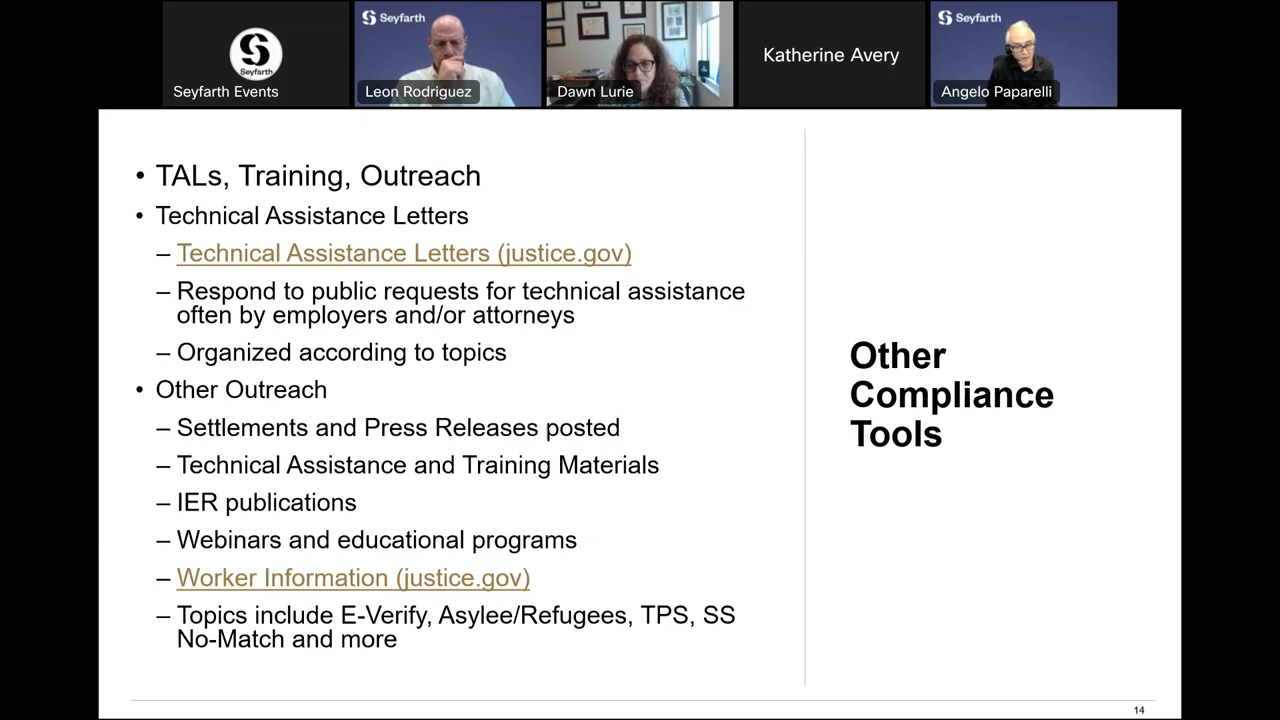 Seyfarth
Seyfarth Events
Seyfarth
Leon Rodriguez
Dawn Lurie
Katherine Avery
Seyfarth
Angelo Paparelli
• TALs, Training, Outreach
• Technical Assistance Letters
– Technical Assistance Letters (justice.gov)
– Respond to public requests for technical assistance
often by employers and/or attorneys
– Organized according to topics
• Other Outreach
– Settlements and Press Releases posted
– Technical Assistance and Training Materials
– IER publications
– Webinars and educational programs
– Worker Information (justice.gov)
– Topics include E-Verify, Asylee/Refugees, TPS, SS
No-Match and more
Other
Compliance
Tools
14